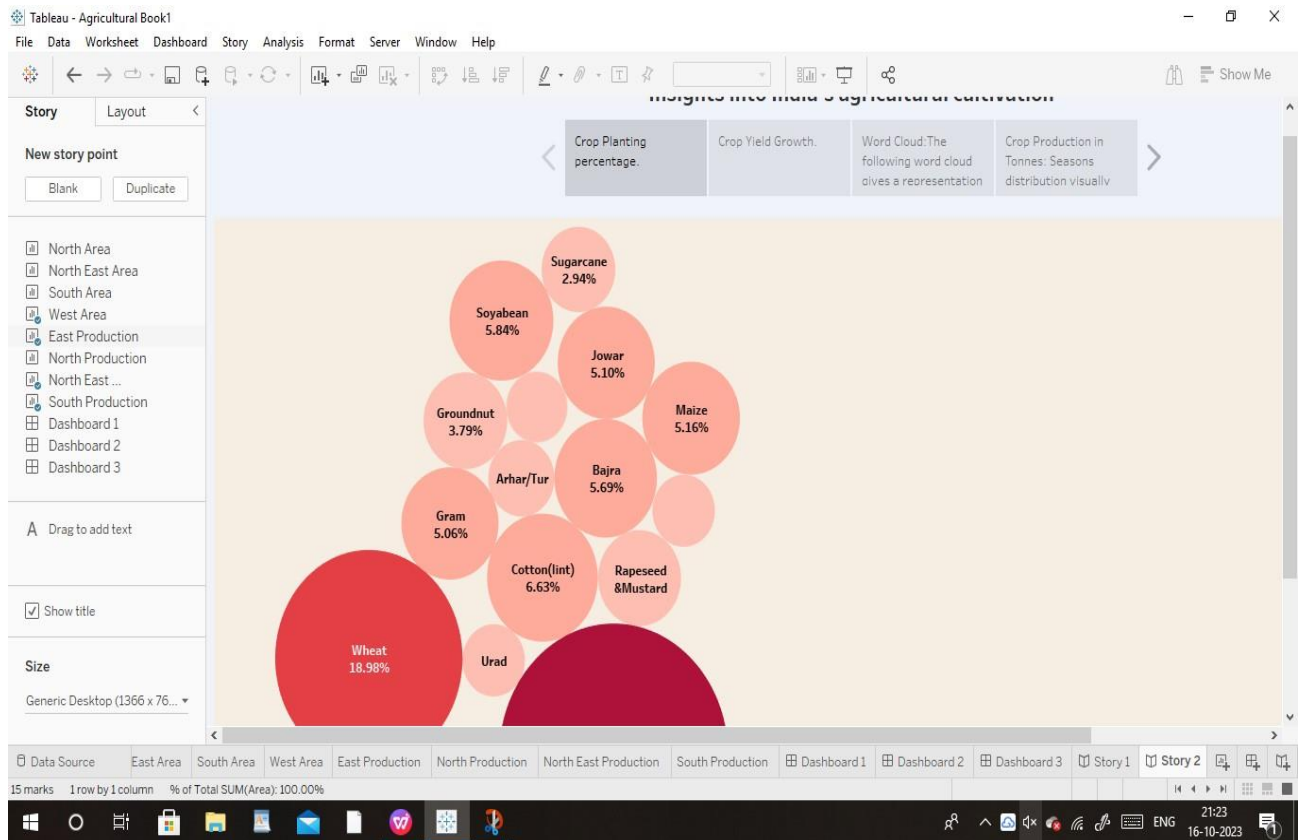 Tableau - Agricultural Book1
File Data Worksheet Dashboard Story Analysis Format Server Window Help
Show Me
Story Layout
New story point
Blank Duplicate
North Area
North East Area
South Area
West Area
East Production
North Production
North East ...
South Production
Dashboard 1
Dashboard 2
Dashboard 3
A Drag to add text
Show title
Size
Generic Desktop (1366 x 76...
Insights into India's agricultural cultivation
Crop Planting
percentage.
Crop Yield Growth.
Word Cloud:The
following word cloud
gives a representation
Crop Production in
Tonnes: Seasons
distribution visually
Sugarcane
2.94%
Soyabean
5.84%
Jowar
5.10%
Maize
5.16%
Groundnut
3.79%
Arhar/Tur
Bajra
5.69%
Gram
5.06%
Cotton(lint)
6.63%
Rapeseed
&Mustard
Wheat
18.98%
Urad
Data Source East Area South Area West Area East Production North Production North East Production South Production Dashboard 1 Dashboard 2 Dashboard 3 Story 1 Story 2
15 marks 1 row by 1 column % of Total SUM(Area): 100.00%
ENG
21:23
16-10-2023